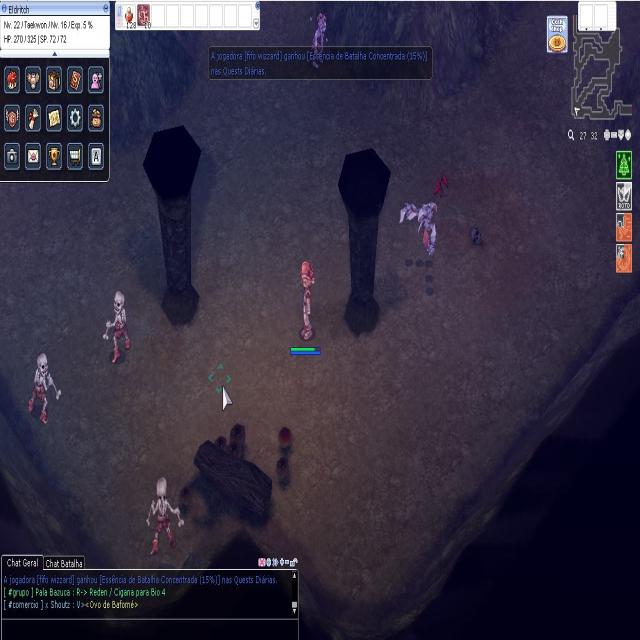 Eldritch
Nv. 22 / Taekwon / Nv. 16 / Exp. 5 %
HP. 270 / 325 | SP. 72 / 72
128 10
A jogadora [fifo wizzard] ganhou [Essência de Batalha Concentrada (15%)]
nas Quests Diárias.
27 32
Chat Geral Chat Batalha
A jogadora [fifo wizzard] ganhou [Essência de Batalha Concentrada (15%)] nas Quests Diárias.
[ #grupo ] Pala Bazuca : R-> Reden / Cigana para Bio 4
[ #comercio ] x Shoutz : V><Ovo de Bafomé>